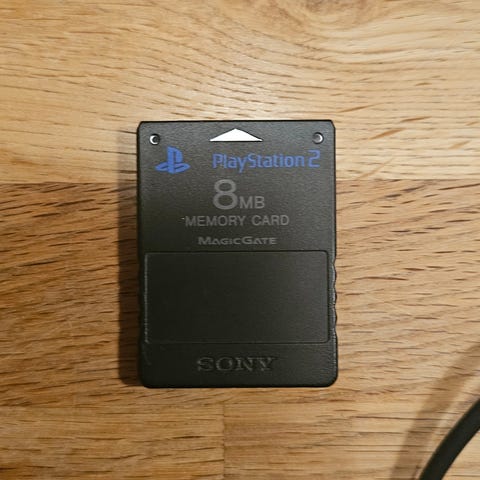 PlayStation 2
8MB
MEMORY CARD
MAGICGATE
SONY